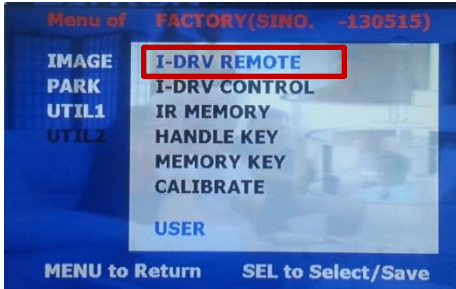 Menu of FACTORY(SINO. -130515)
IMAGE I-DRV REMOTE
PARK I-DRV CONTROL
UTIL1 IR MEMORY
UTIL2 HANDLE KEY
MEMORY KEY
CALIBRATE
USER
MENU to Return SEL to Select/Save